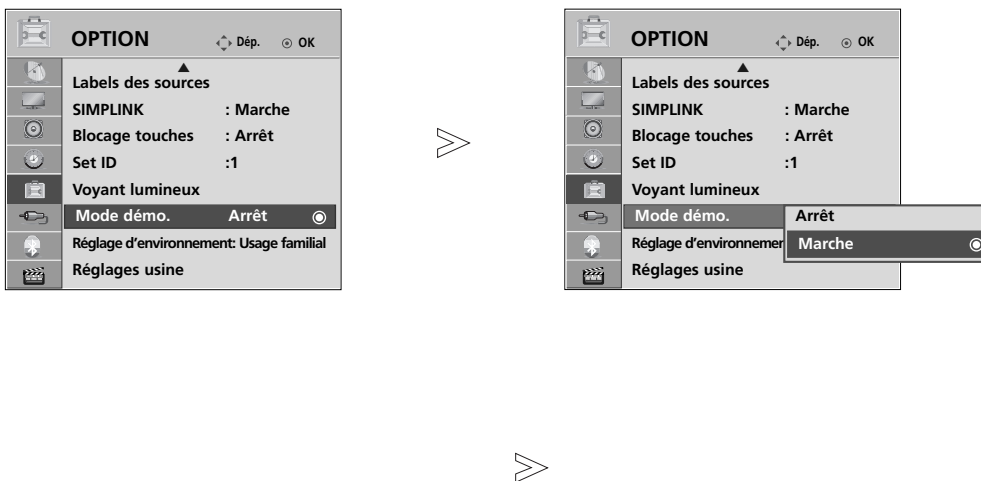 OPTION Dép. OK
Labels des sources
SIMPLINK : Marche
Blocage touches : Arrêt
Set ID :1
Voyant lumineux
Mode démo. Arrêt
Réglage d'environnement: Usage familial
Réglages usine
OPTION Dép. OK
Labels des sources
SIMPLINK : Marche
Blocage touches : Arrêt
Set ID :1
Voyant lumineux
Mode démo. Arrêt
Réglage d'environnemer Marche
Réglages usine